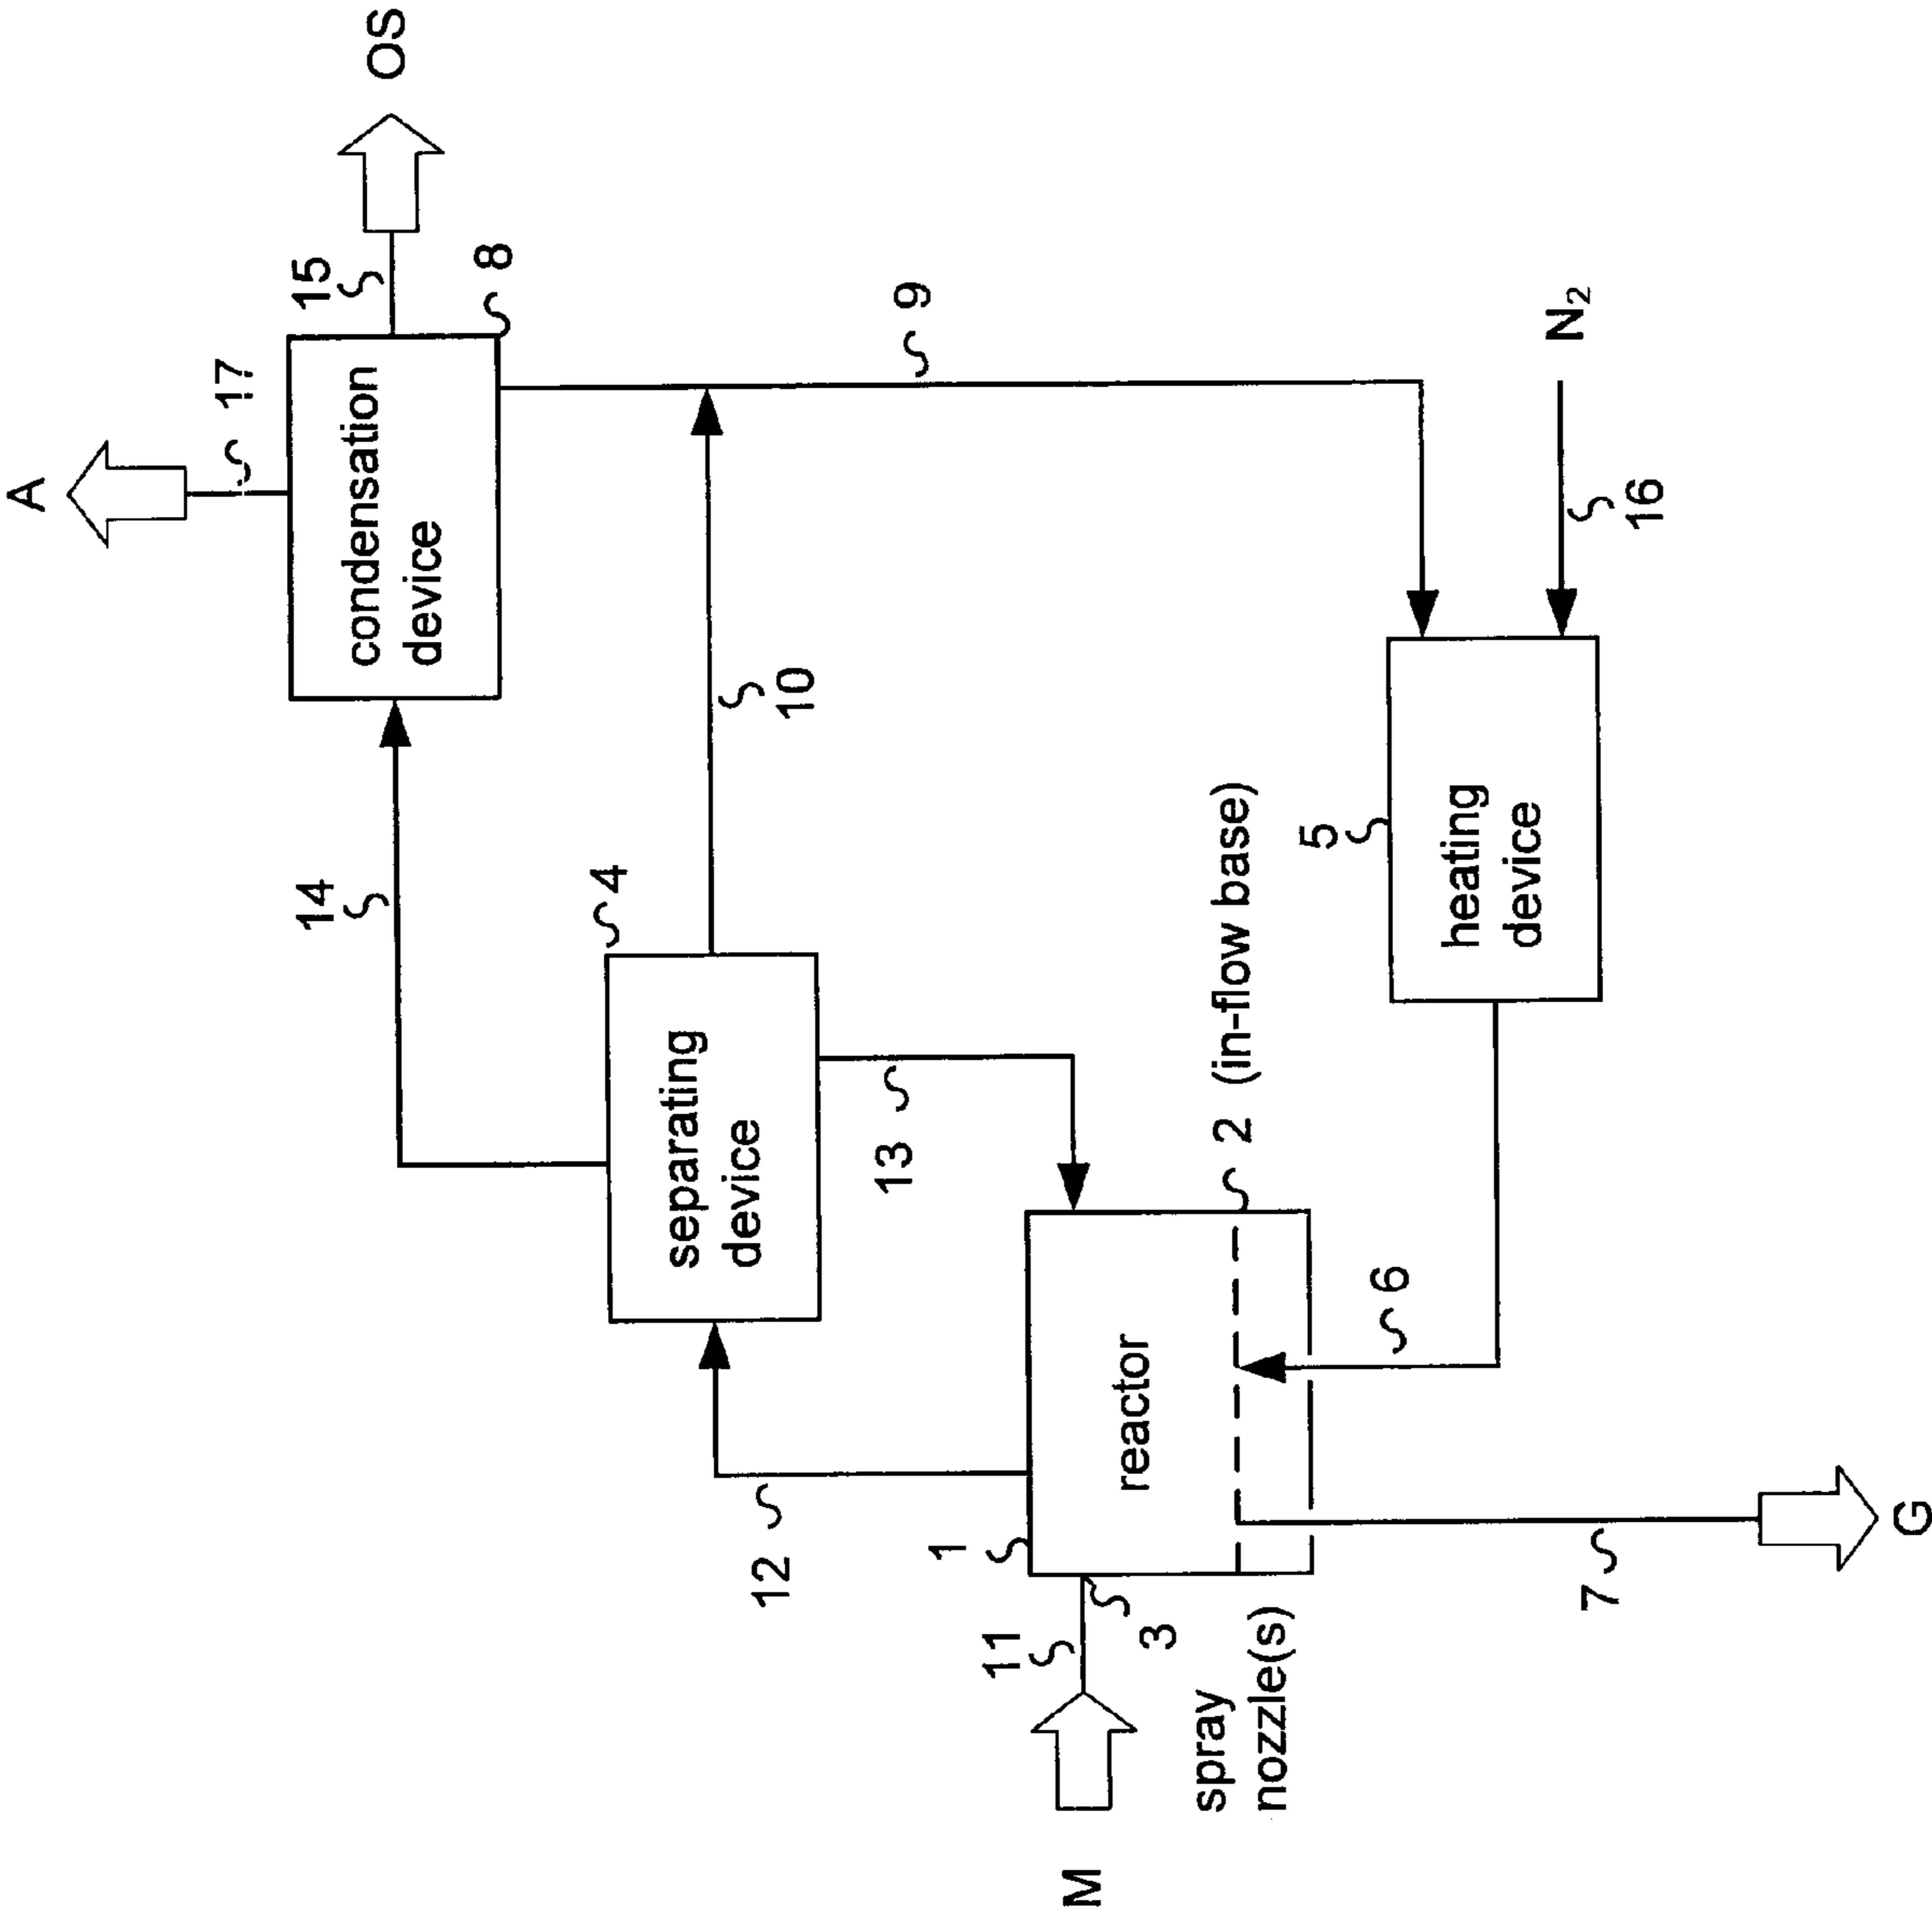 A
17
14
15
OS
condensation
device
8
4
separating
device
12
10
13
9
1
11
M
reactor
3
spray
nozzle(s)
2 (in-flow base)
5
6
heating
device
N₂
7
16
G